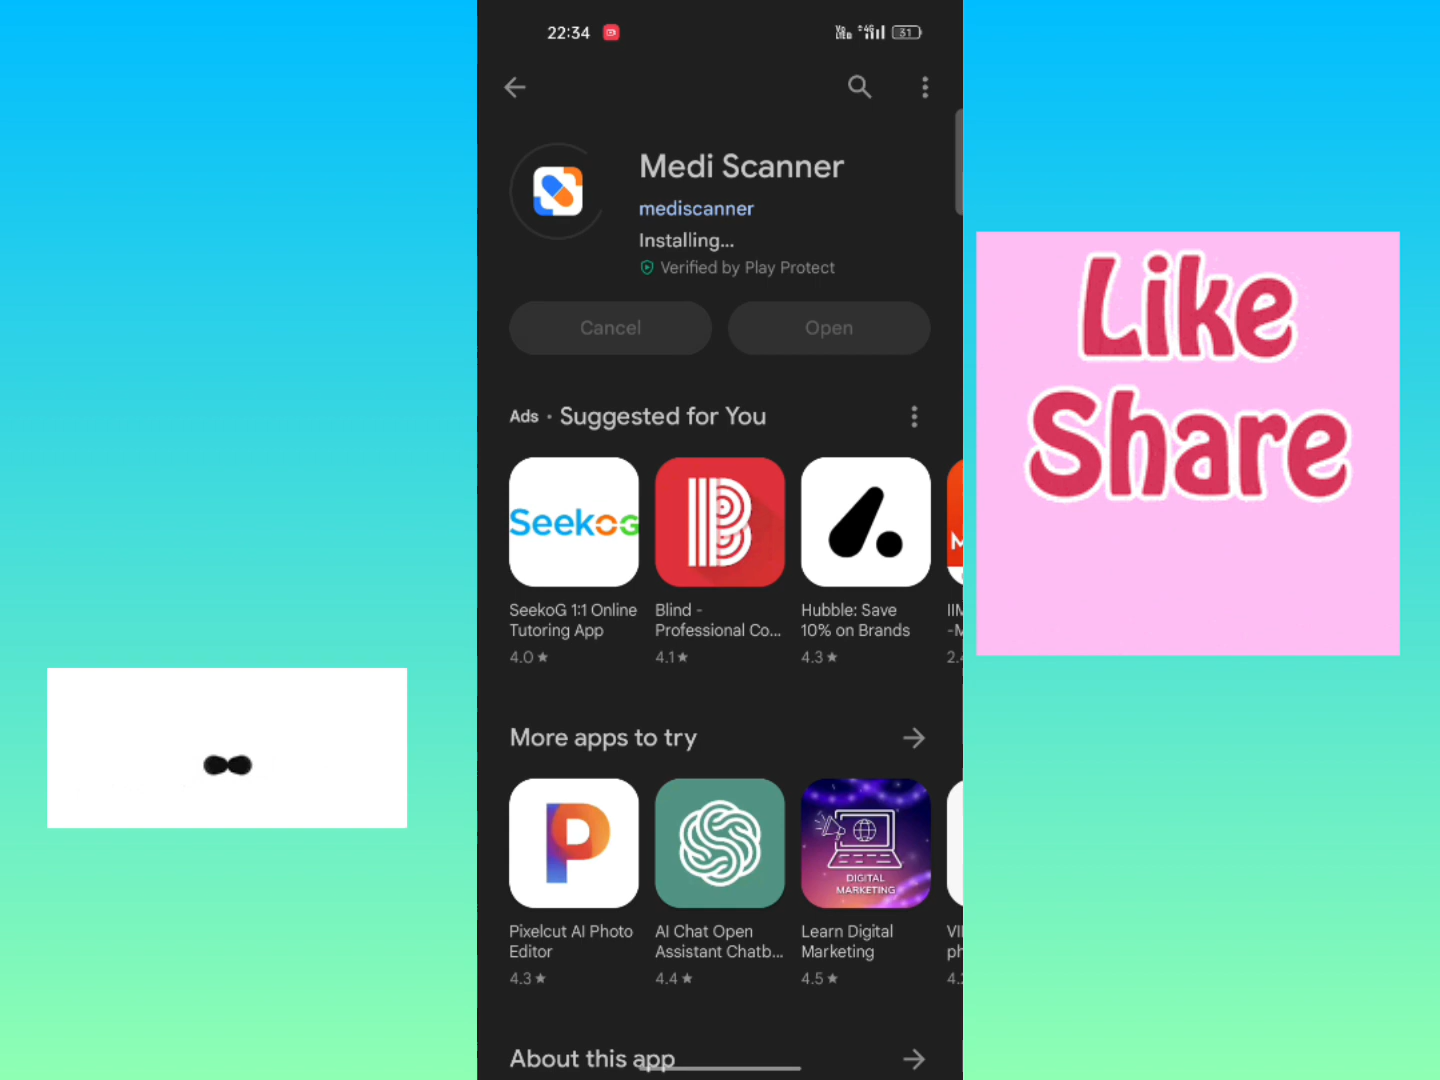 22:34
31
Medi Scanner
mediscanner
Installing...
Verified by Play Protect
Cancel
Open
Ads • Suggested for You
SeekoG
SeekoG 1:1 Online
Tutoring App
4.0 ★
Blind -
Professional Co...
4.1 ★
Hubble: Save
10% on Brands
4.3 ★
More apps to try
DIGITAL
MARKETING
Pixelcut AI Photo
Editor
4.3 ★
AI Chat Open
Assistant Chatb...
4.4 ★
Learn Digital
Marketing
4.5 ★
About this app
Like
Share